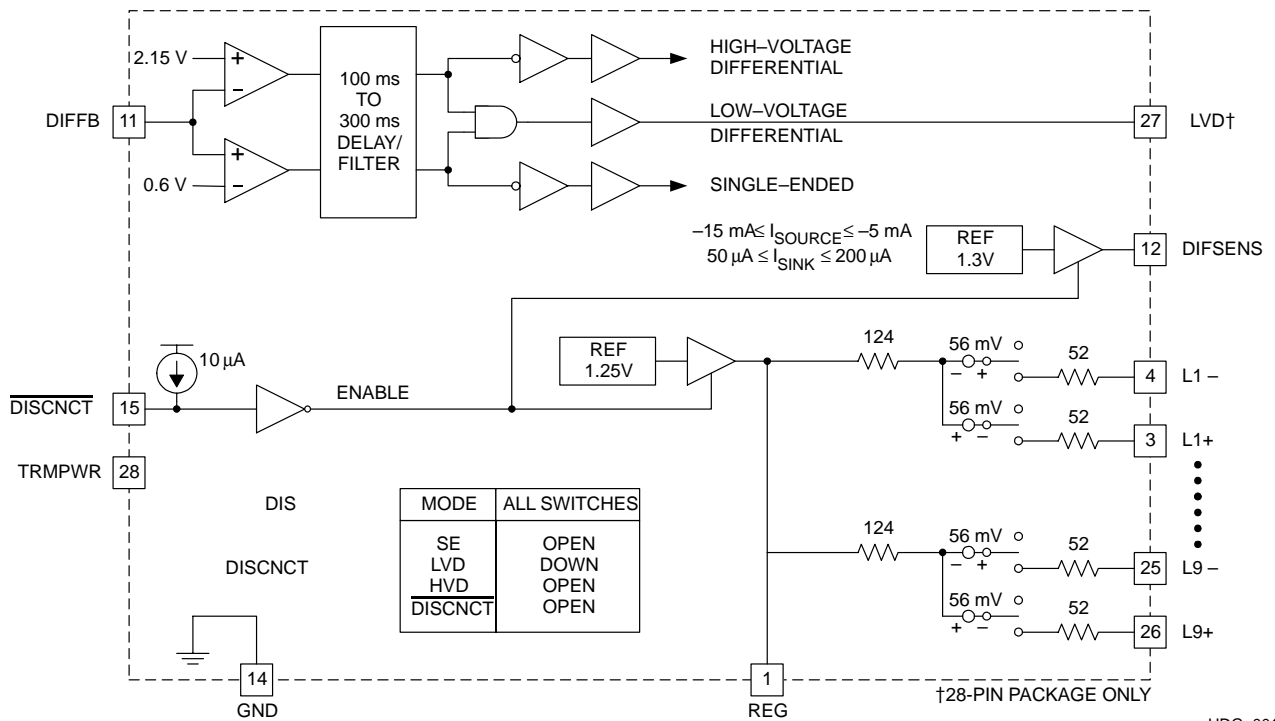 2.15 V
+
–
DIFFB
11
+
–
0.6 V
100 ms
TO
300 ms
DELAY/
FILTER
HIGH–VOLTAGE
DIFFERENTIAL
LOW–VOLTAGE
DIFFERENTIAL
27
LVD†
SINGLE–ENDED
–15 mA≤ ISOURCE ≤ –5 mA
50 µA ≤ ISINK ≤ 200 µA
REF
1.3V
12
DIFSENS
10 µA
DISCNCT
15
ENABLE
REF
1.25V
124
56 mV
– +
52
4
L1 –
56 mV
+ –
52
3
L1+
TRMPWR
28
DIS
DISCNCT
MODE ALL SWITCHES
SE OPEN
LVD DOWN
HVD OPEN
DISCNCT OPEN
124
56 mV
– +
52
25
L9 –
56 mV
+ –
52
26
L9+
14
GND
1
REG
†28-PIN PACKAGE ONLY